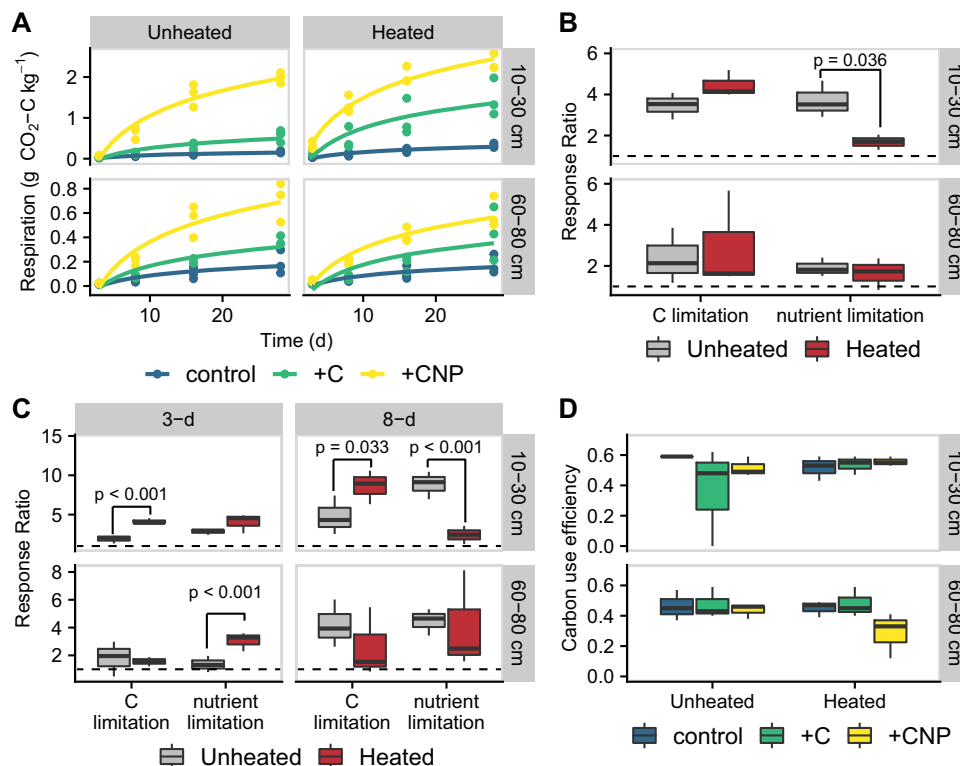 A
Unheated
Heated
2
1
0
10−30 cm
0.8
0.6
0.4
0.2
0.0
60−80 cm
Respiration (g CO₂−C kg⁻¹)
10
20
10
20
Time (d)
control
+C
+CNP
B
6
4
2
p = 0.036
10−30 cm
6
4
2
60−80 cm
Response Ratio
C limitation
nutrient limitation
Unheated
Heated
C
3−d
8−d
15
10
5
p < 0.001
p = 0.033
p < 0.001
10−30 cm
8
6
4
2
p < 0.001
60−80 cm
Response Ratio
C
limitation
nutrient
limitation
C
limitation
nutrient
limitation
Unheated
Heated
D
0.6
0.4
0.2
0.0
10−30 cm
0.6
0.4
0.2
0.0
60−80 cm
Carbon use efficiency
Unheated
Heated
control
+C
+CNP